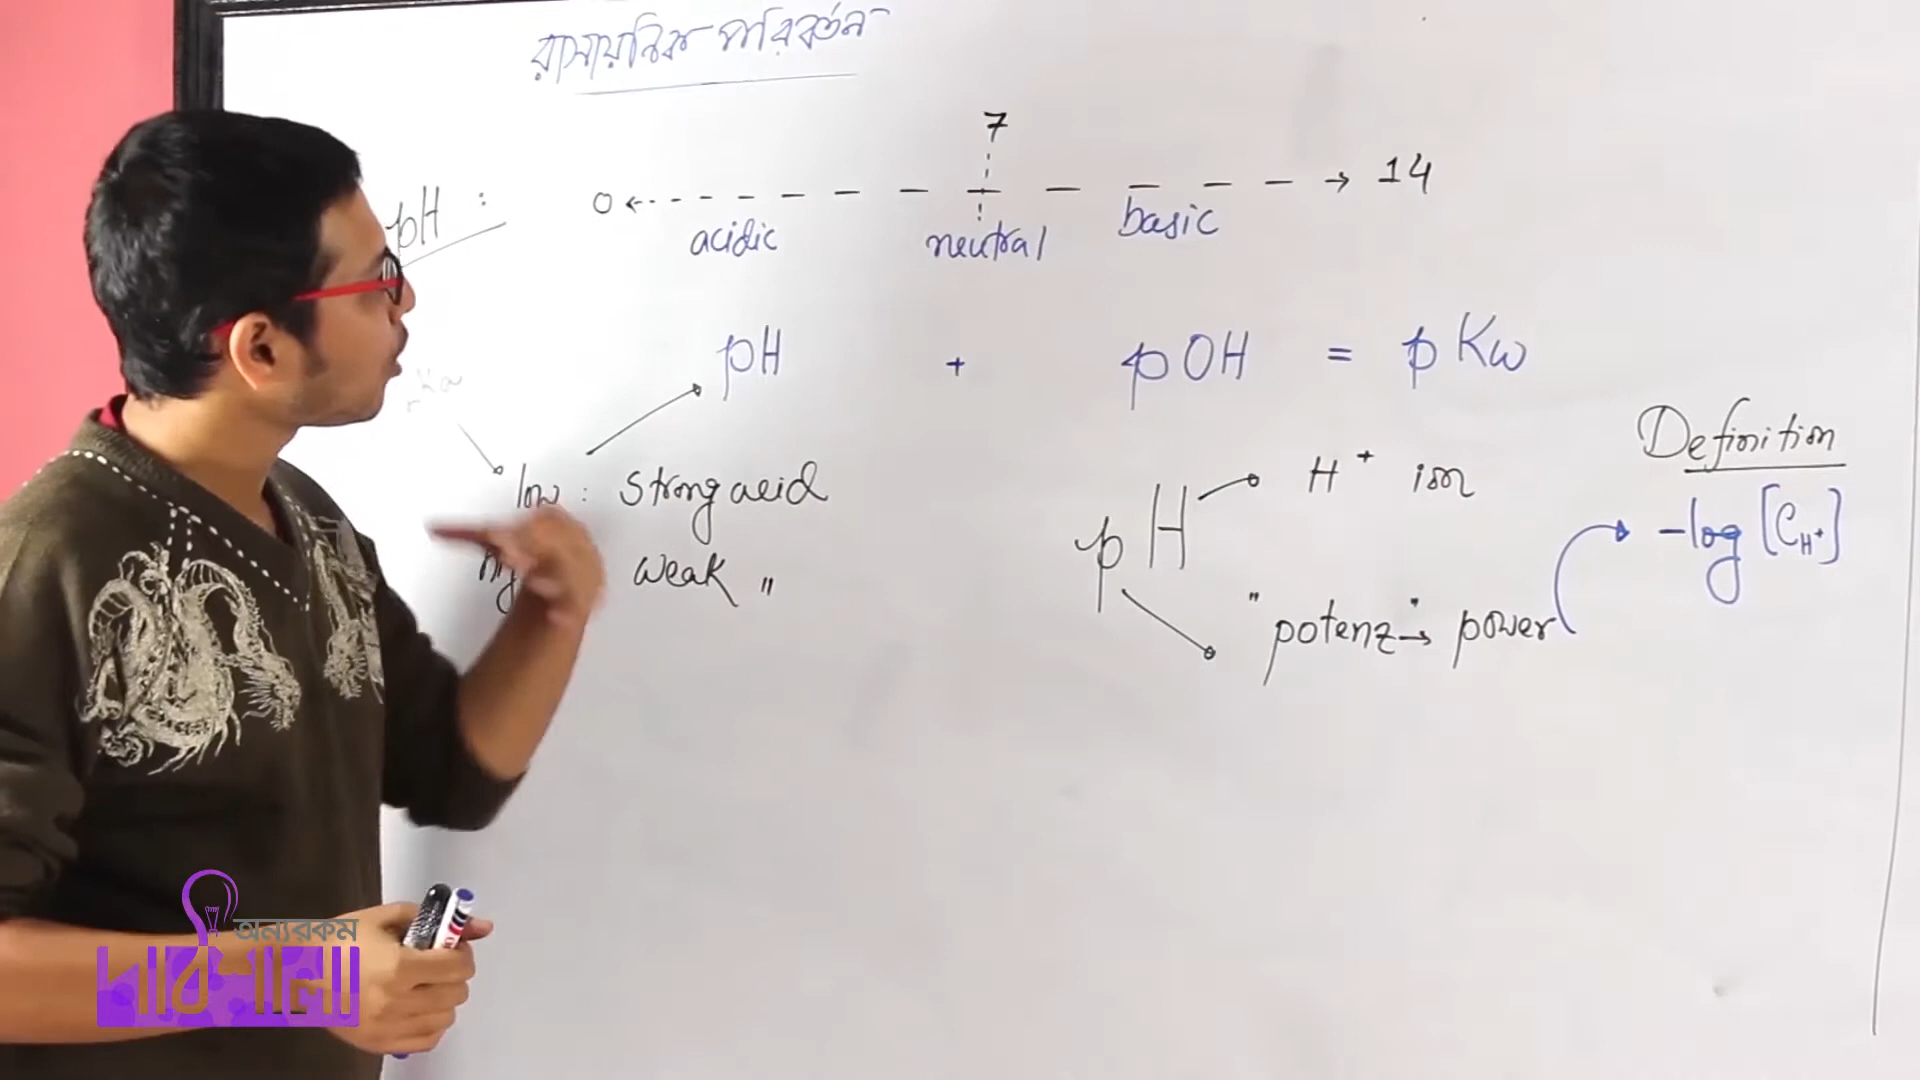 রাসায়নিক পরিবর্তন
7
pH : 0 ← → 14
acidic neutral basic
pH + pOH = pKw
Definition
low : strong acid
weak "
pH
H⁺ ion
-log [C_H⁺]
"potenz" → power
অন্যরকম
পাঠশালা